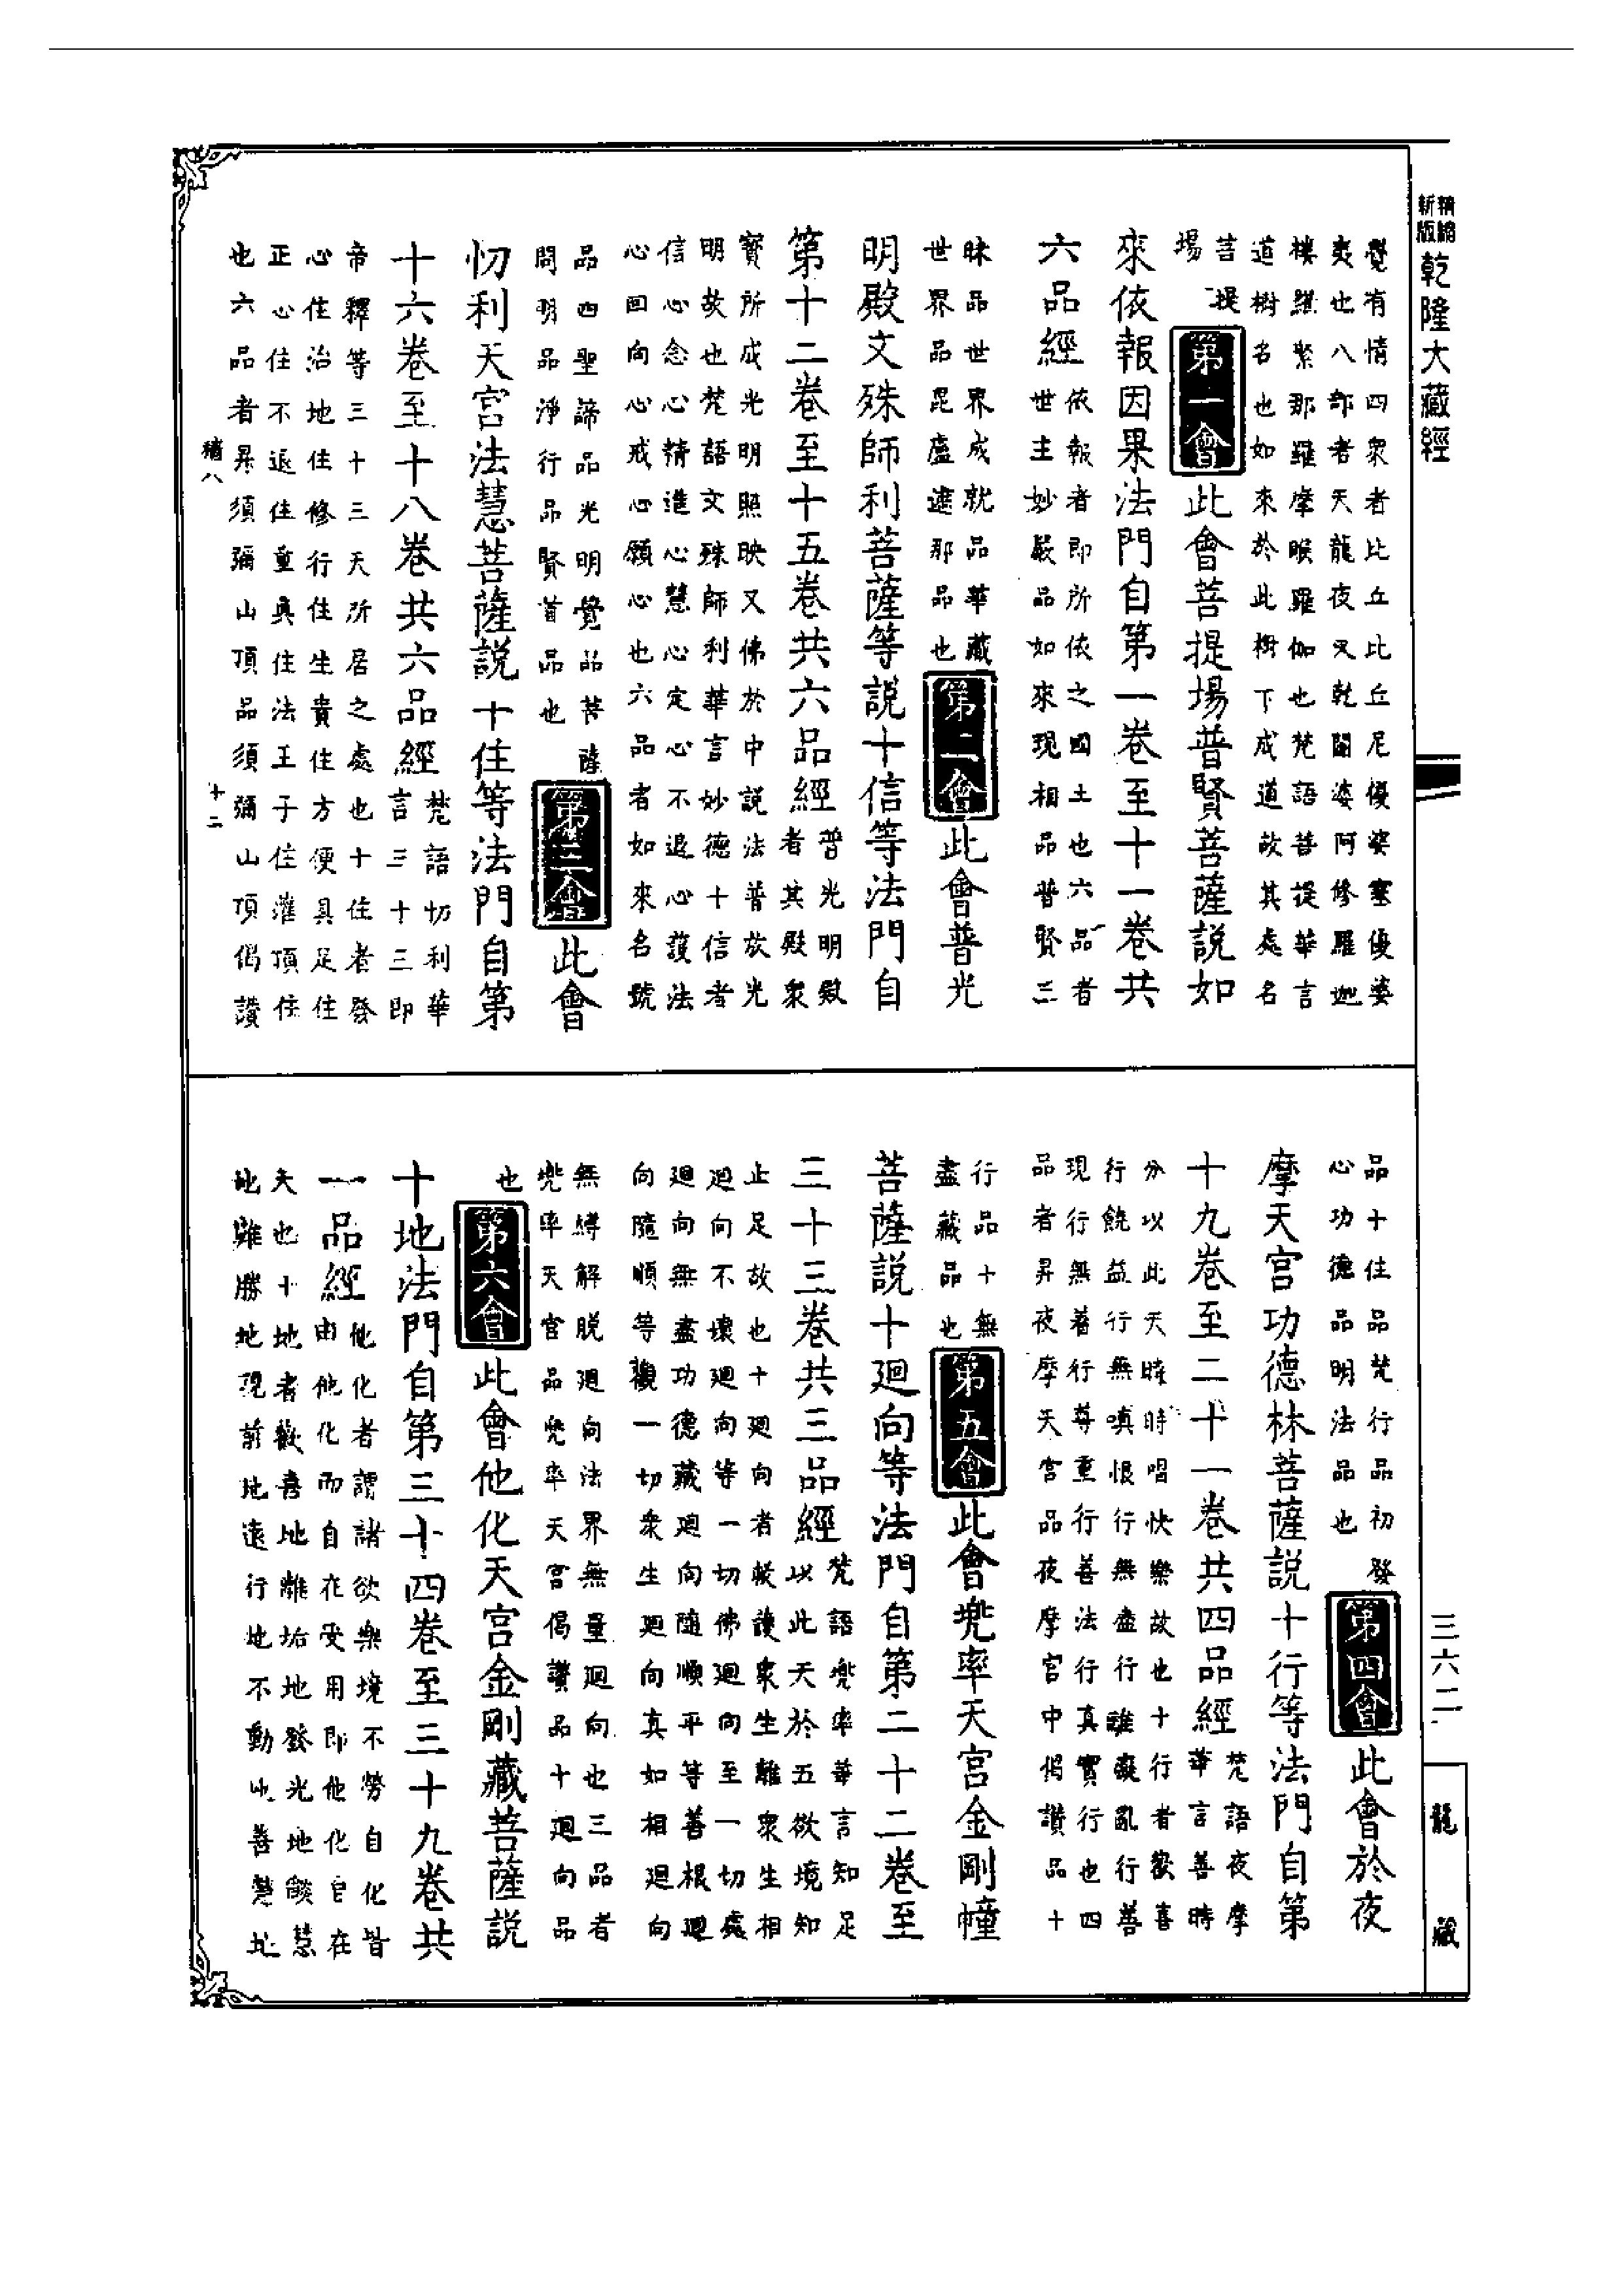 精縮
新版
乾隆大藏經
覺有情四衆者比丘比丘尼優婆塞優婆
夷也八部者天龍夜叉乾闥婆阿修羅迦
樓羅緊那羅摩睺羅伽也梵語菩提華言
道樹名也如來於此樹下成道故其處名
菩提
場
第一會
此會菩提場普賢菩薩說如
來依報因果法門自第一卷至十一卷共
六品經
依報者即所依之國土也六品者
世主妙嚴品如來現相品普賢三
昧品世界成就品華藏
世界品毘盧遮那品也
第二會
此會普光
明殿文殊師利菩薩等說十信等法門自
第十二卷至十五卷共六品經
普光明殿
者其殿衆
寶所成光明照映又佛於中說法普放光
明故也梵語文殊師利華言妙德十信者
信心念心精進心慧心定心不退心護法
心回向心戒心願心也六品者如來名號
品四聖諦品光明覺品菩薩
問明品淨行品賢首品也
第三會
此會
忉利天宮法慧菩薩說十住等法門自第
十六卷至十八卷共六品經
梵語忉利華
言三十三即
帝釋等三十三天所居之處也十住者發
心住治地住修行住生貴住方便具足住
正心住不退住童眞住法王子住灌頂住
也六品者昇須彌山頂品須彌山頂偈讚
稽八
十二
品十住品梵行品初發
心功德品明法品也
第四會
此會於夜
摩天宮功德林菩薩說十行等法門自第
十九卷至二十一卷共四品經
梵語夜摩
華言善時
分以此天時時唱快樂故也十行者歡喜
行饒益行無嗔恨行無盡行離癡亂行善
現行無著行尊重行善法行真實行也四
品者昇夜摩天宮品夜摩宮中偈讚品十
行品十無
盡藏品也
第五會
此會兜率天宮金剛幢
菩薩說十廻向等法門自第二十二卷至
三十三卷共三品經
梵語兜率華言知足
以此天於五欲境知
止足故也十廻向者救護衆生離衆生相
廻向不壞廻向等一切佛廻向至一切處
廻向無盡功德藏廻向隨順平等善根廻
向隨順等觀一切衆生廻向真如相廻向
無縛解脫廻向法界無量廻向也三品者
兜率天宮品兜率天宮偈讚品十廻向品
也
第六會
此會他化天宮金剛藏菩薩說
十地法門自第三十四卷至三十九卷共
一品經
他化者謂諸欲樂境不勞自化皆
由他化而自在受用即他化自在
天也十地者歡喜地離垢地發光地燄慧
地難勝地現前地遠行地不動地善慧地
三六二
龍
藏